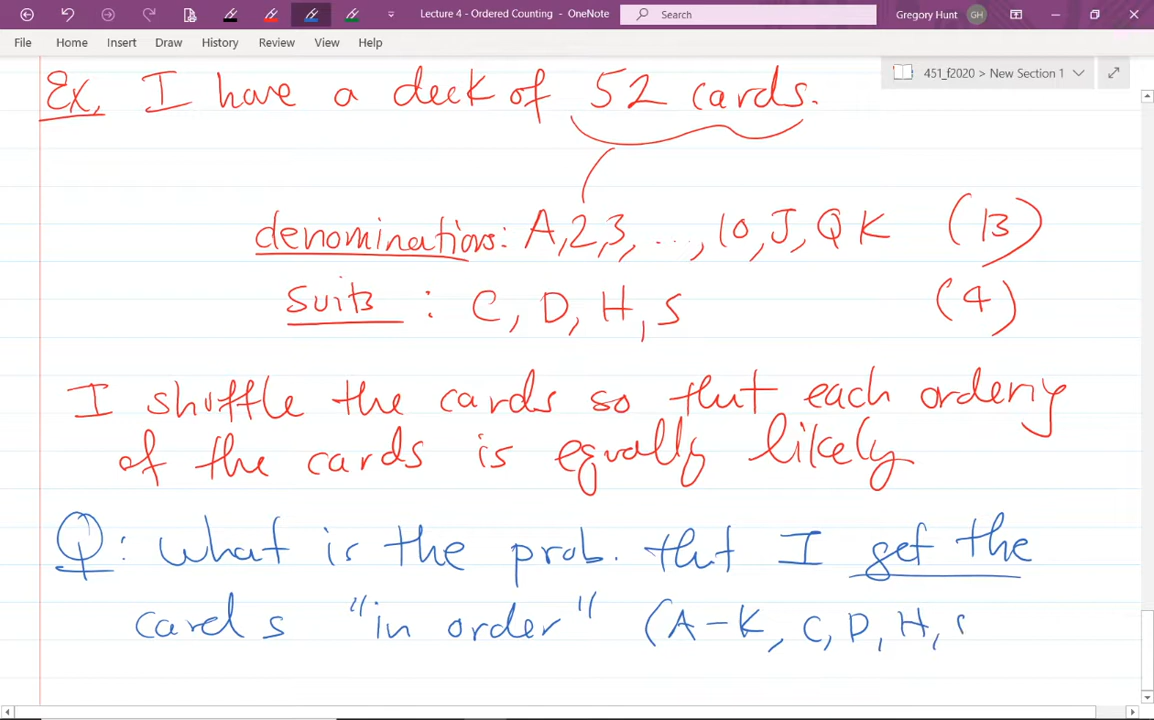 Lecture 4 - Ordered Counting - OneNote
Search
Gregory Hunt GH
File Home Insert Draw History Review View Help
451_f2020 > New Section 1
Ex. I have a deck of 52 cards.
denominations: A, 2, 3, ..., 10, J, Q K (13)
suits : C, D, H, S (4)
I shuffle the cards so that each ordering
of the cards is equally likely
Q: What is the prob. that I get the
cards "in order" (A-K, C, D, H,